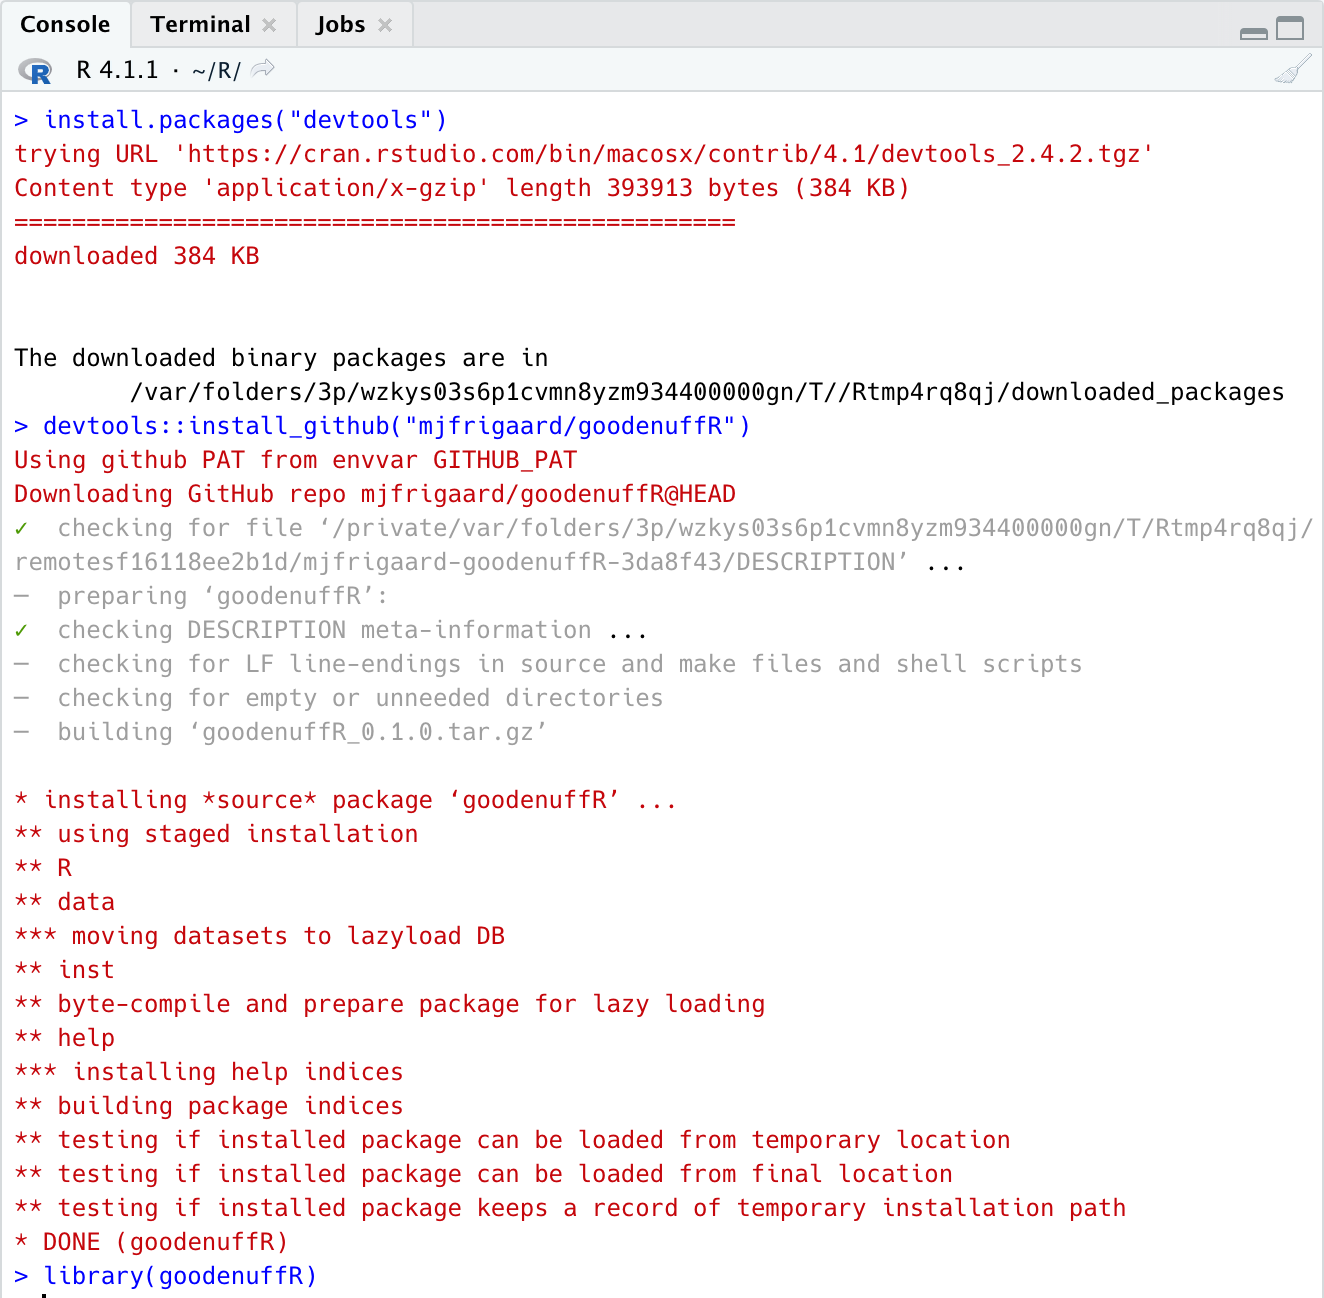 Console Terminal × Jobs ×
R R 4.1.1 · ~/R/
> install.packages("devtools")
trying URL 'https://cran.rstudio.com/bin/macosx/contrib/4.1/devtools_2.4.2.tgz'
Content type 'application/x-gzip' length 393913 bytes (384 KB)
==================================================
downloaded 384 KB
The downloaded binary packages are in
/var/folders/3p/wzkys03s6p1cvmn8yzm934400000gn/T//Rtmp4rq8qj/downloaded_packages
> devtools::install_github("mjfrigaard/goodenuffR")
Using github PAT from envvar GITHUB_PAT
Downloading GitHub repo mjfrigaard/goodenuffR@HEAD
✓ checking for file ‘/private/var/folders/3p/wzkys03s6p1cvmn8yzm934400000gn/T/Rtmp4rq8qj/
remotesf16118ee2b1d/mjfrigaard-goodenuffR-3da8f43/DESCRIPTION’ ...
─ preparing ‘goodenuffR’:
✓ checking DESCRIPTION meta-information ...
─ checking for LF line-endings in source and make files and shell scripts
─ checking for empty or unneeded directories
─ building ‘goodenuffR_0.1.0.tar.gz’
* installing *source* package ‘goodenuffR’ ...
** using staged installation
** R
** data
*** moving datasets to lazyload DB
** inst
** byte-compile and prepare package for lazy loading
** help
*** installing help indices
** building package indices
** testing if installed package can be loaded from temporary location
** testing if installed package can be loaded from final location
** testing if installed package keeps a record of temporary installation path
* DONE (goodenuffR)
> library(goodenuffR)